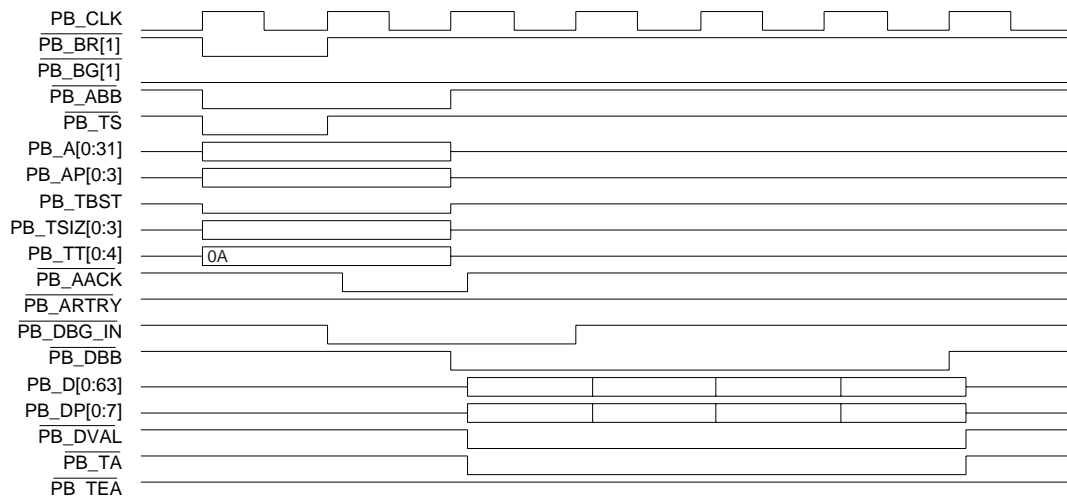 PB_CLK
PB_BR[1]
PB_BG[1]
PB_ABB
PB_TS
PB_A[0:31]
PB_AP[0:3]
PB_TBST
PB_TSIZ[0:3]
PB_TT[0:4]
0A
PB_AACK
PB_ARTRY
PB_DBG_IN
PB_DBB
PB_D[0:63]
PB_DP[0:7]
PB_DVAL
PB_TA
PB_TEA